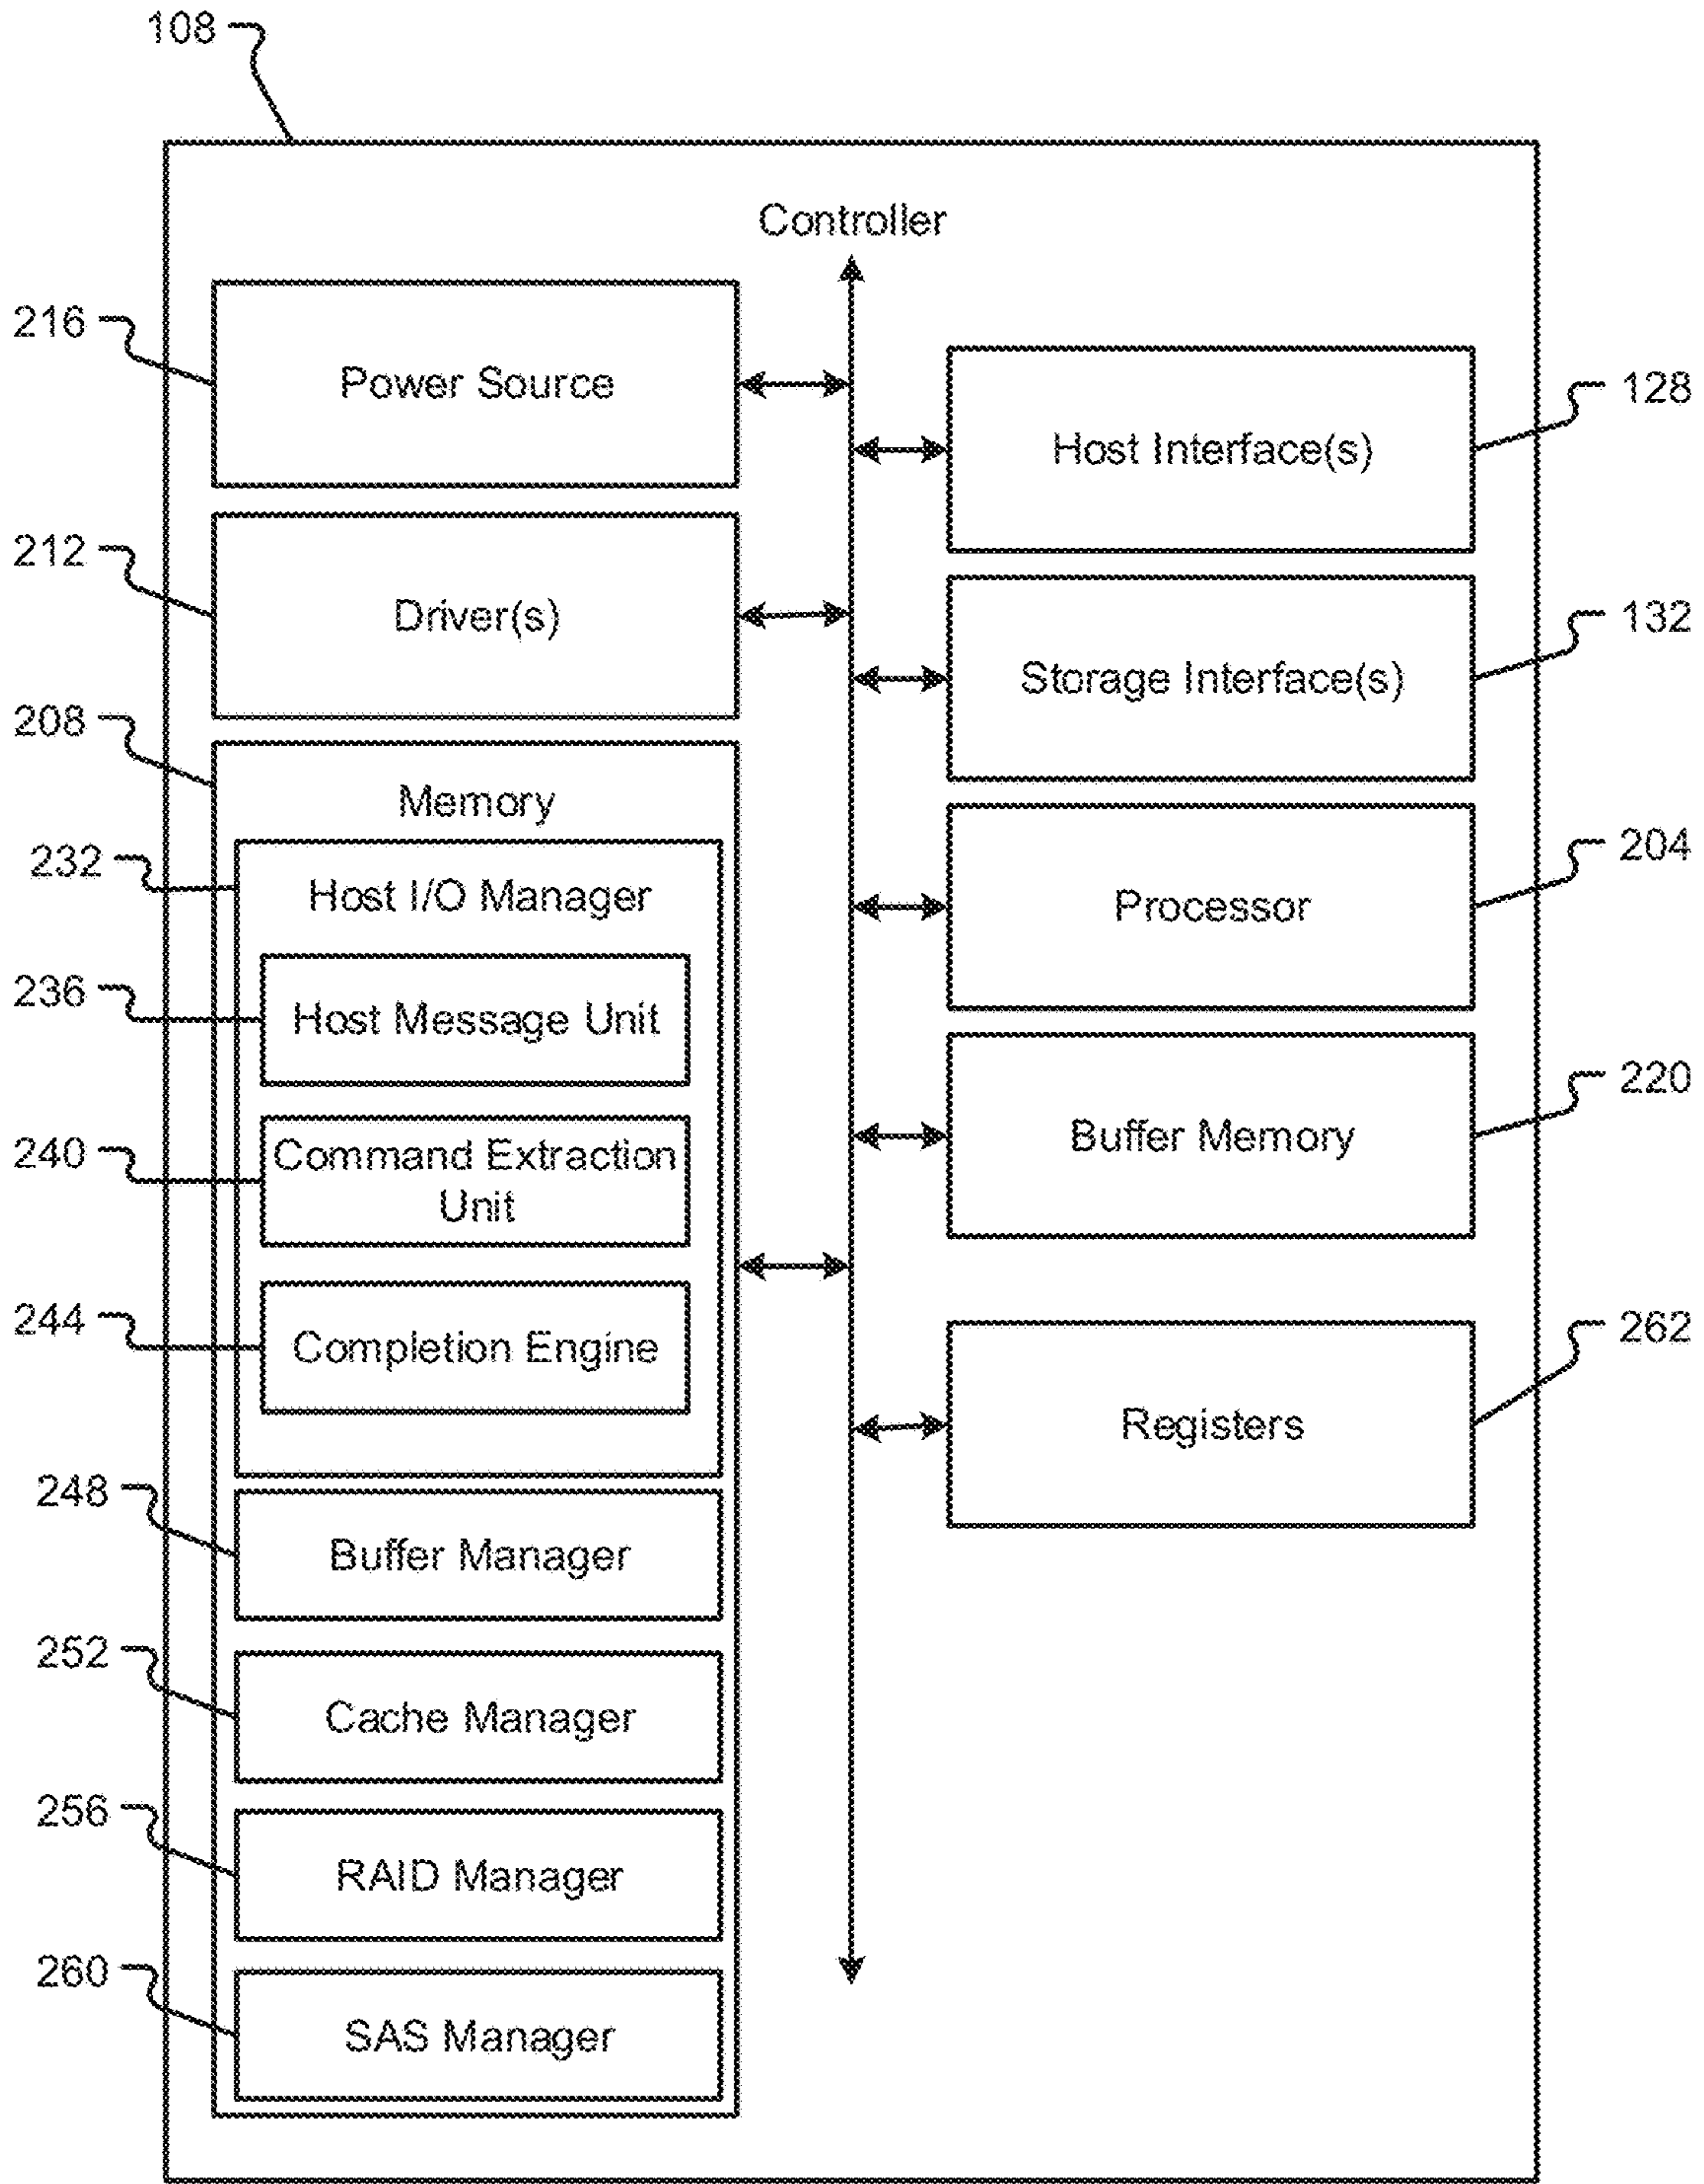 108
Controller
216
Power Source
128
Host Interface(s)
212
Driver(s)
132
Storage Interface(s)
208
Memory
204
Processor
232
Host I/O Manager
236
Host Message Unit
220
Buffer Memory
240
Command Extraction
Unit
244
Completion Engine
262
Registers
248
Buffer Manager
252
Cache Manager
256
RAID Manager
260
SAS Manager